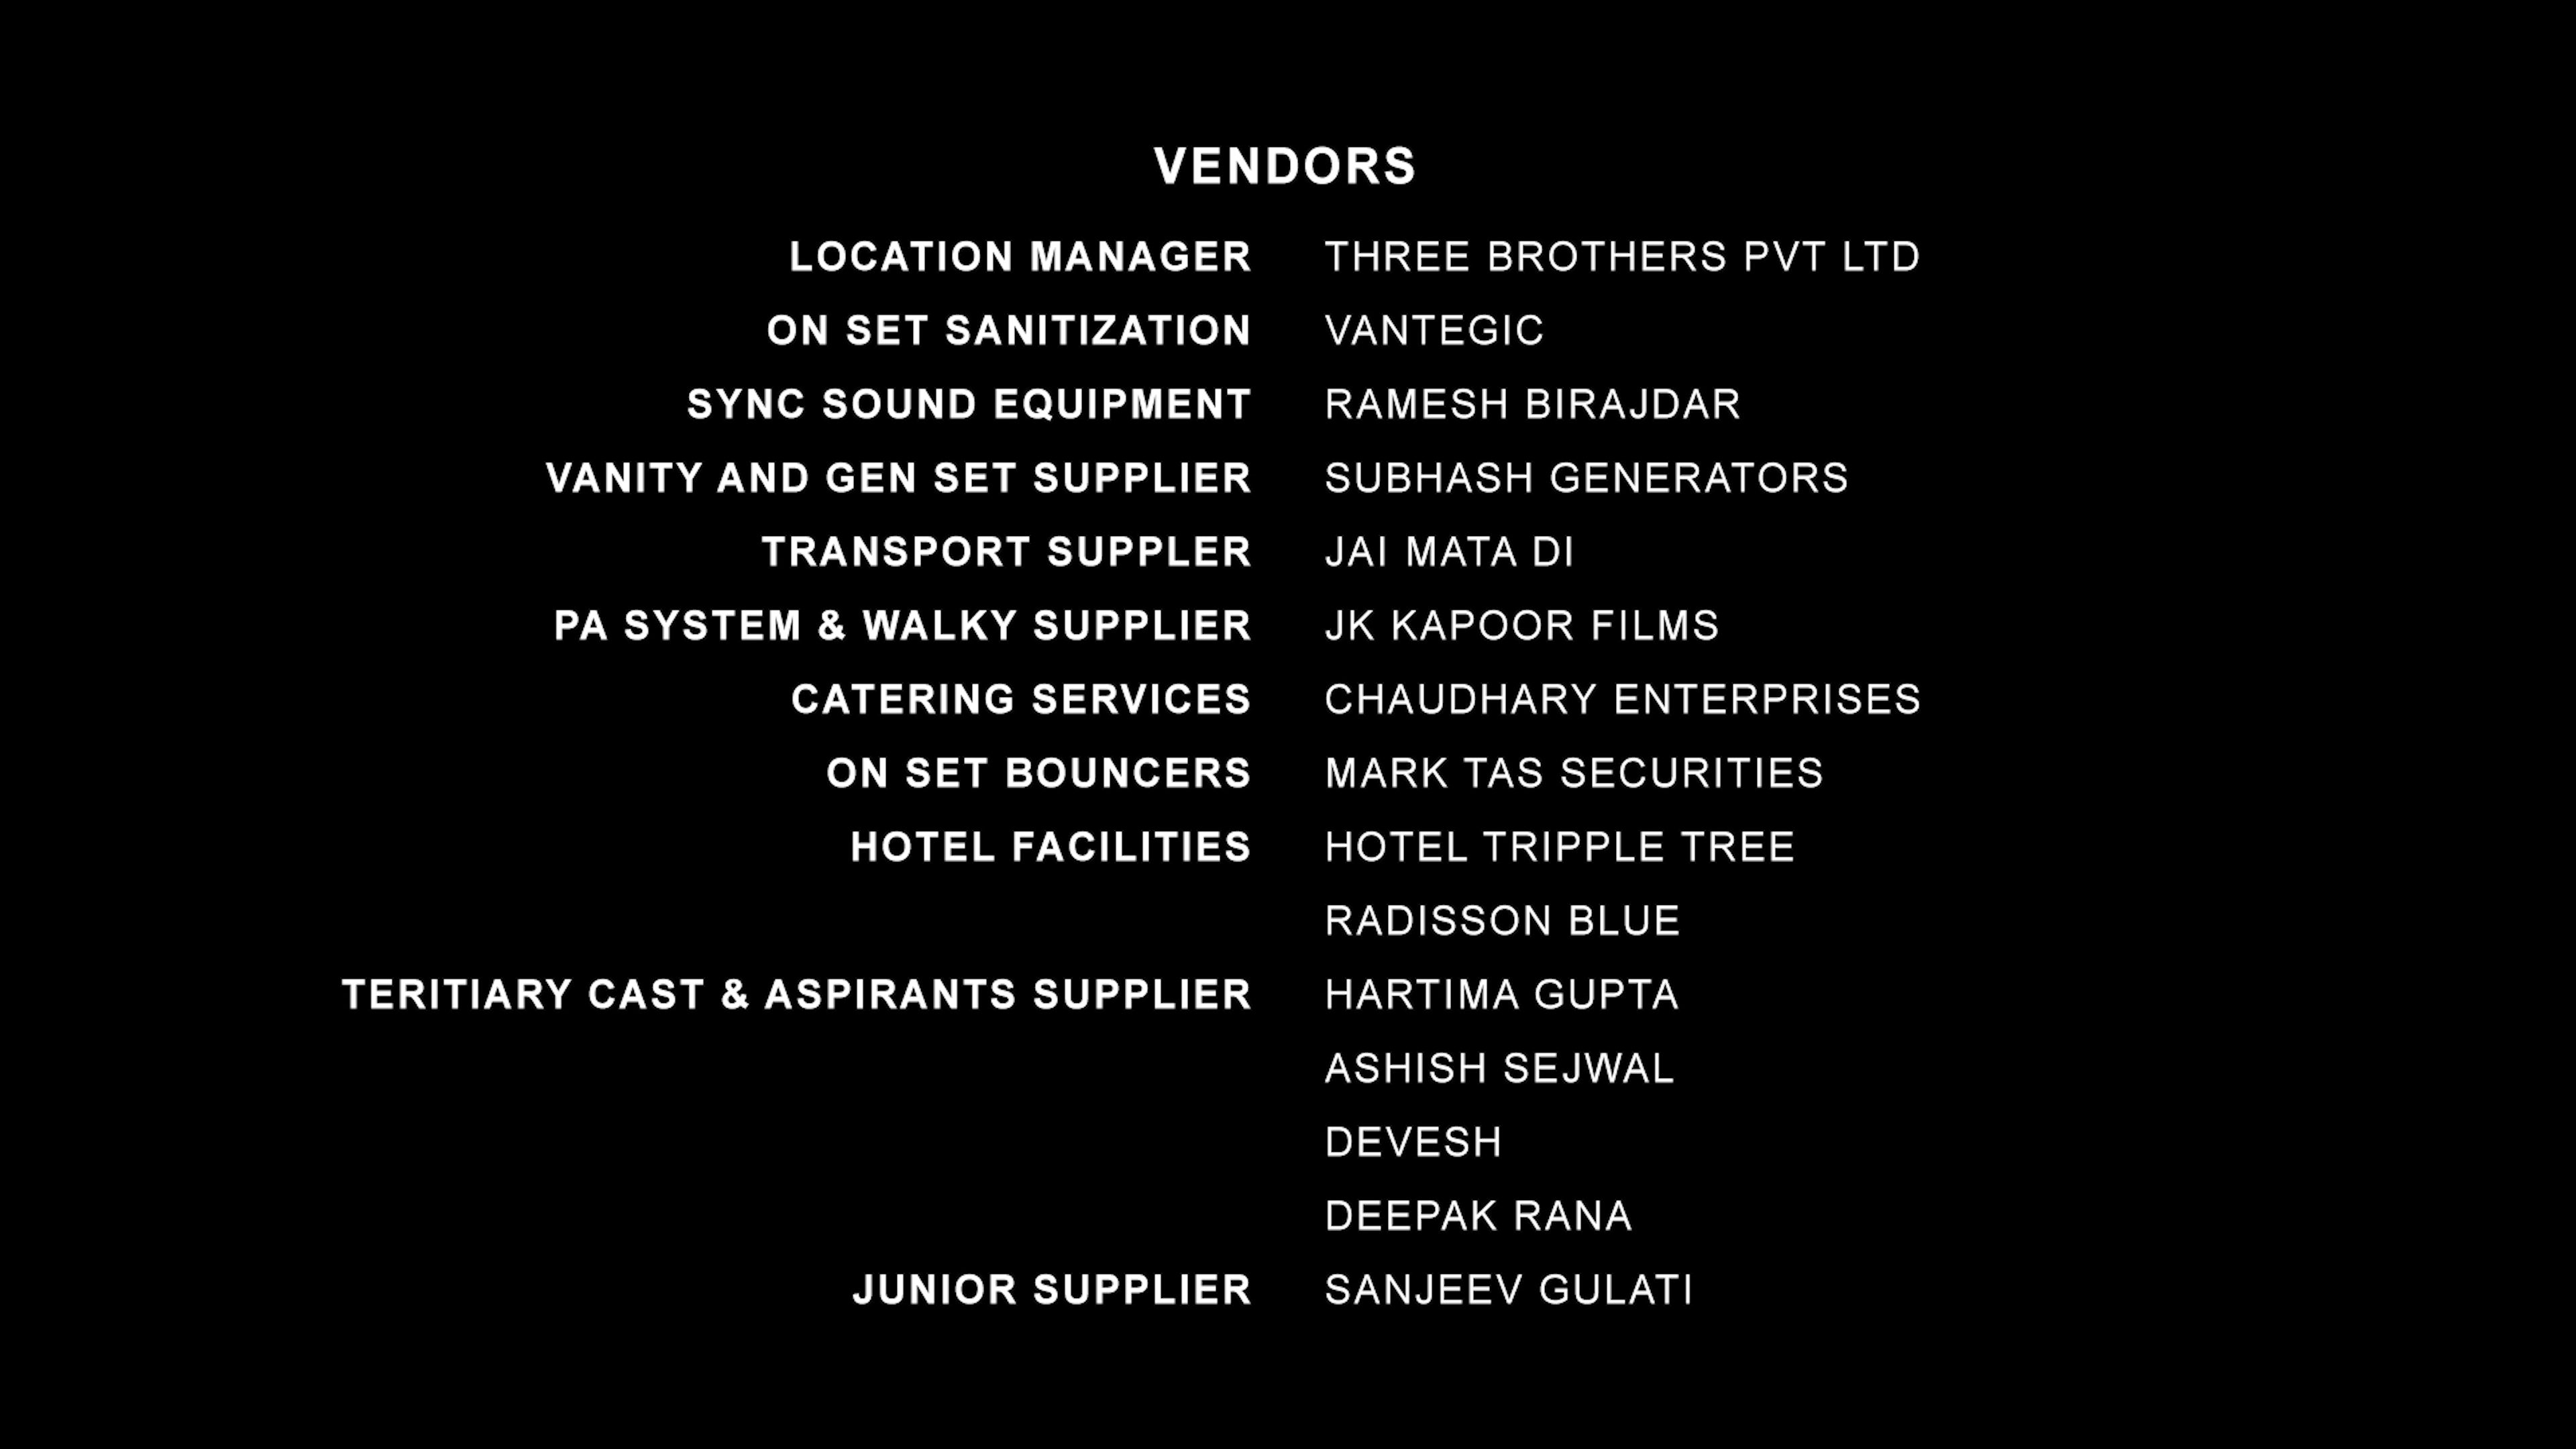 VENDORS
LOCATION MANAGER THREE BROTHERS PVT LTD
ON SET SANITIZATION VANTEGIC
SYNC SOUND EQUIPMENT RAMESH BIRAJDAR
VANITY AND GEN SET SUPPLIER SUBHASH GENERATORS
TRANSPORT SUPPLER JAI MATA DI
PA SYSTEM & WALKY SUPPLIER JK KAPOOR FILMS
CATERING SERVICES CHAUDHARY ENTERPRISES
ON SET BOUNCERS MARK TAS SECURITIES
HOTEL FACILITIES HOTEL TRIPPLE TREE
RADISSON BLUE
TERITIARY CAST & ASPIRANTS SUPPLIER HARTIMA GUPTA
ASHISH SEJWAL
DEVESH
DEEPAK RANA
JUNIOR SUPPLIER SANJEEV GULATI